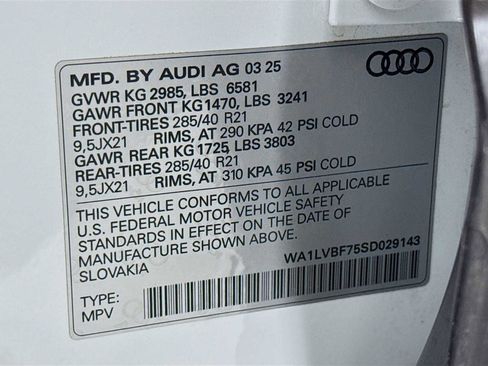 MFD. BY AUDI AG 03 25
GVWR KG 2985, LBS 6581
GAWR FRONT KG1470, LBS 3241
FRONT-TIRES 285/40 R21
9,5JX21 RIMS, AT 290 KPA 42 PSI COLD
GAWR REAR KG 1725, LBS 3803
REAR-TIRES 285/40 R21
9,5JX21 RIMS, AT 310 KPA 45 PSI COLD
THIS VEHICLE CONFORMS TO ALL APPLICABLE
U.S. FEDERAL MOTOR VEHICLE SAFETY
STANDARDS IN EFFECT ON THE DATE OF
MANUFACTURE SHOWN ABOVE.
SLOVAKIA
WA1LVBF75SD029143
TYPE:
MPV